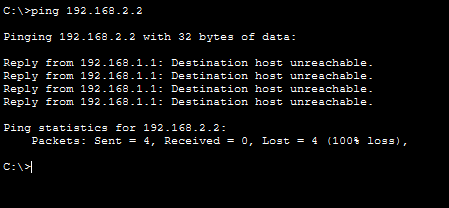 C:\>ping 192.168.2.2
Pinging 192.168.2.2 with 32 bytes of data:
Reply from 192.168.1.1: Destination host unreachable.
Reply from 192.168.1.1: Destination host unreachable.
Reply from 192.168.1.1: Destination host unreachable.
Reply from 192.168.1.1: Destination host unreachable.
Ping statistics for 192.168.2.2:
    Packets: Sent = 4, Received = 0, Lost = 4 (100% loss),
C:\>